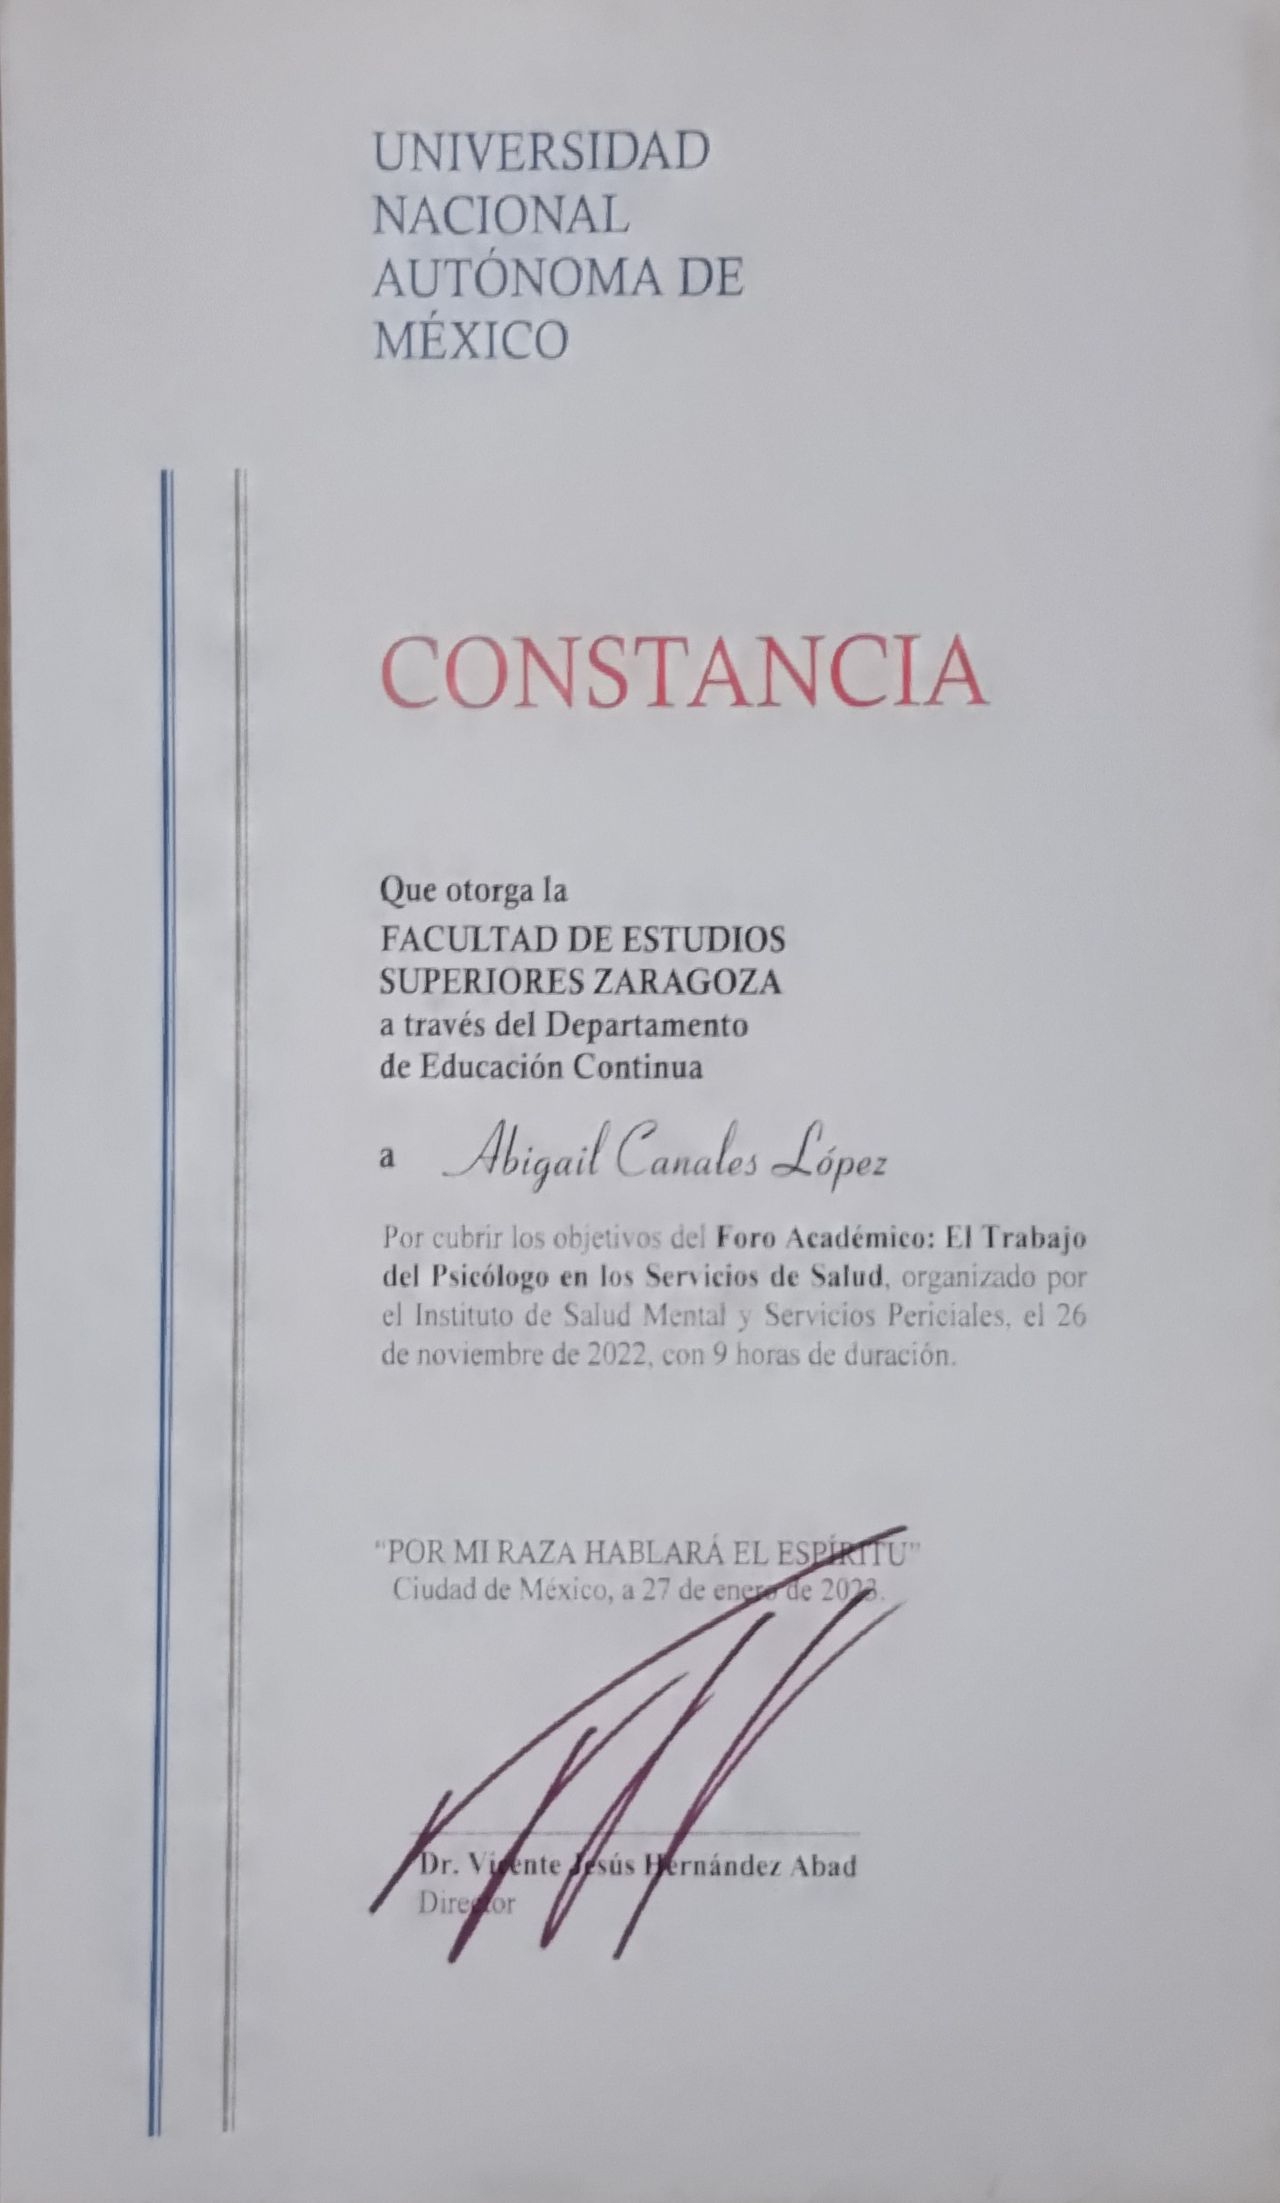 UNIVERSIDAD
NACIONAL
AUTÓNOMA DE
MÉXICO
CONSTANCIA
Que otorga la
FACULTAD DE ESTUDIOS
SUPERIORES ZARAGOZA
a través del Departamento
de Educación Continua
a Abigail Canales López
Por cubrir los objetivos del Foro Académico: El Trabajo
del Psicólogo en los Servicios de Salud, organizado por
el Instituto de Salud Mental y Servicios Periciales, el 26
de noviembre de 2022, con 9 horas de duración.
"POR MI RAZA HABLARÁ EL ESPÍRITU"
Ciudad de México, a 27 de enero de 2023.
Dr. Vicente Jesús Hernández Abad
Director